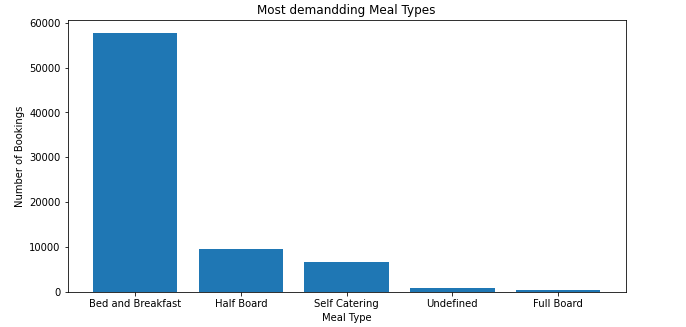 Most demandding Meal Types
Number of Bookings
60000
50000
40000
30000
20000
10000
0
Bed and Breakfast
Half Board
Self Catering
Undefined
Full Board
Meal Type